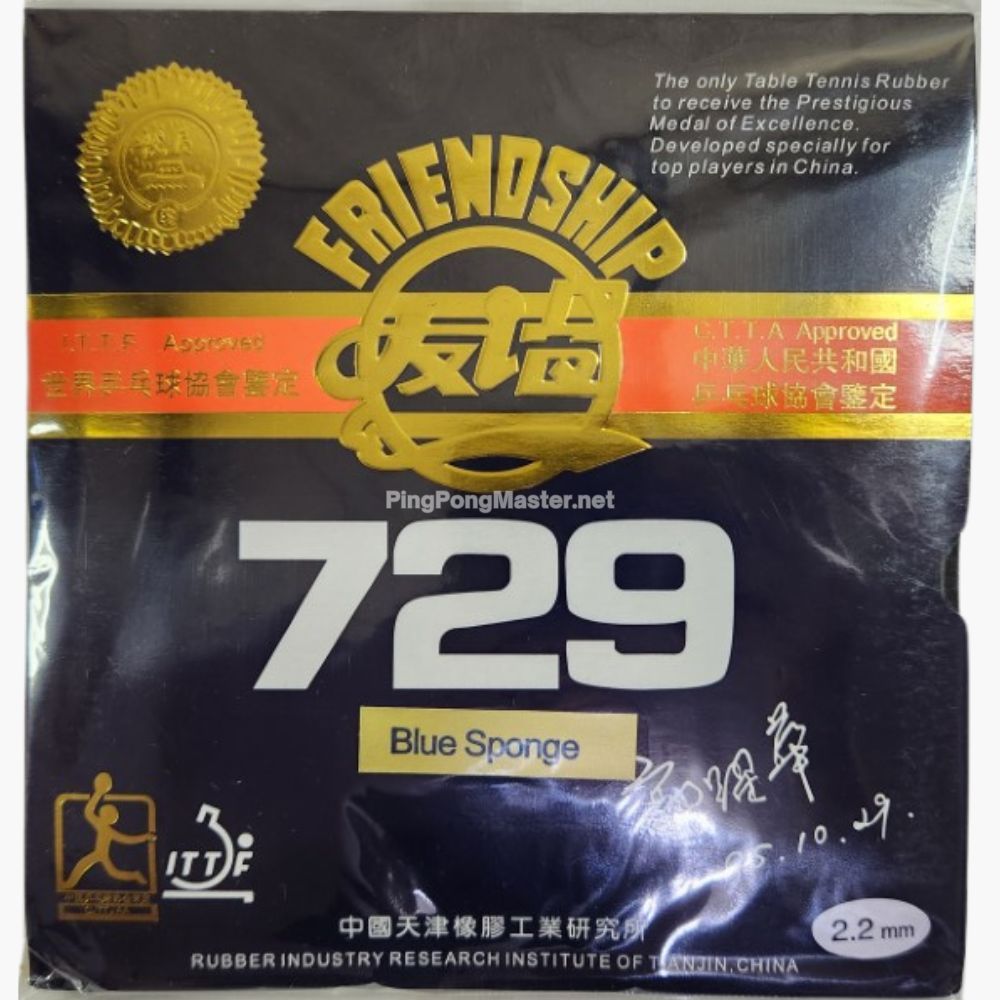 The only Table Tennis Rubber
to receive the Prestigious
Medal of Excellence.
Developed specially for
top players in China.
FRIENDSHIP
I.T.T.F. Approved
世界乒乓球協會鑒定
友谊
C.T.T.A Approved
中華人民共和國
乒乓球協會鑒定
PingPongMaster.net
729
Blue Sponge
95.10.29.
ITTF
2.2 mm
中國天津橡膠工業研究所
RUBBER INDUSTRY RESEARCH INSTITUTE OF TIANJIN, CHINA